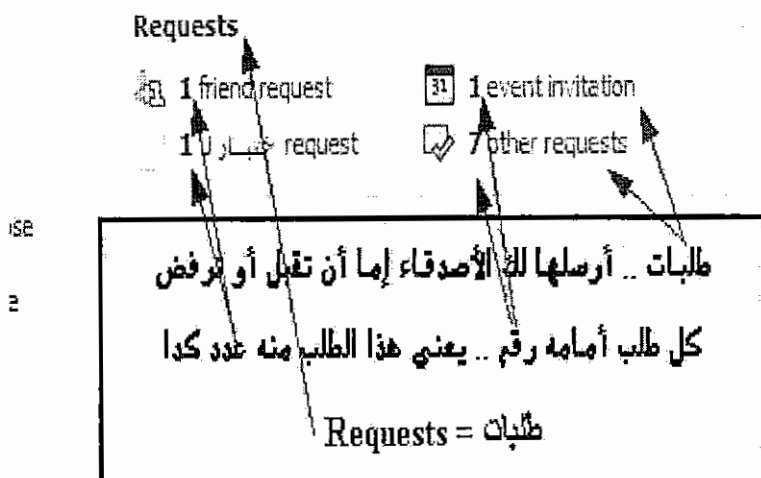 Requests
1 friend request
31 1 event invitation
1 request
7 other requests
طلبات .. أرسلها لك الأصدقاء إما أن تقبل أو ترفض
كل طلب أمامه رقم .. يعني هذا الطلب منه عدد كدا
Requests = طلبات